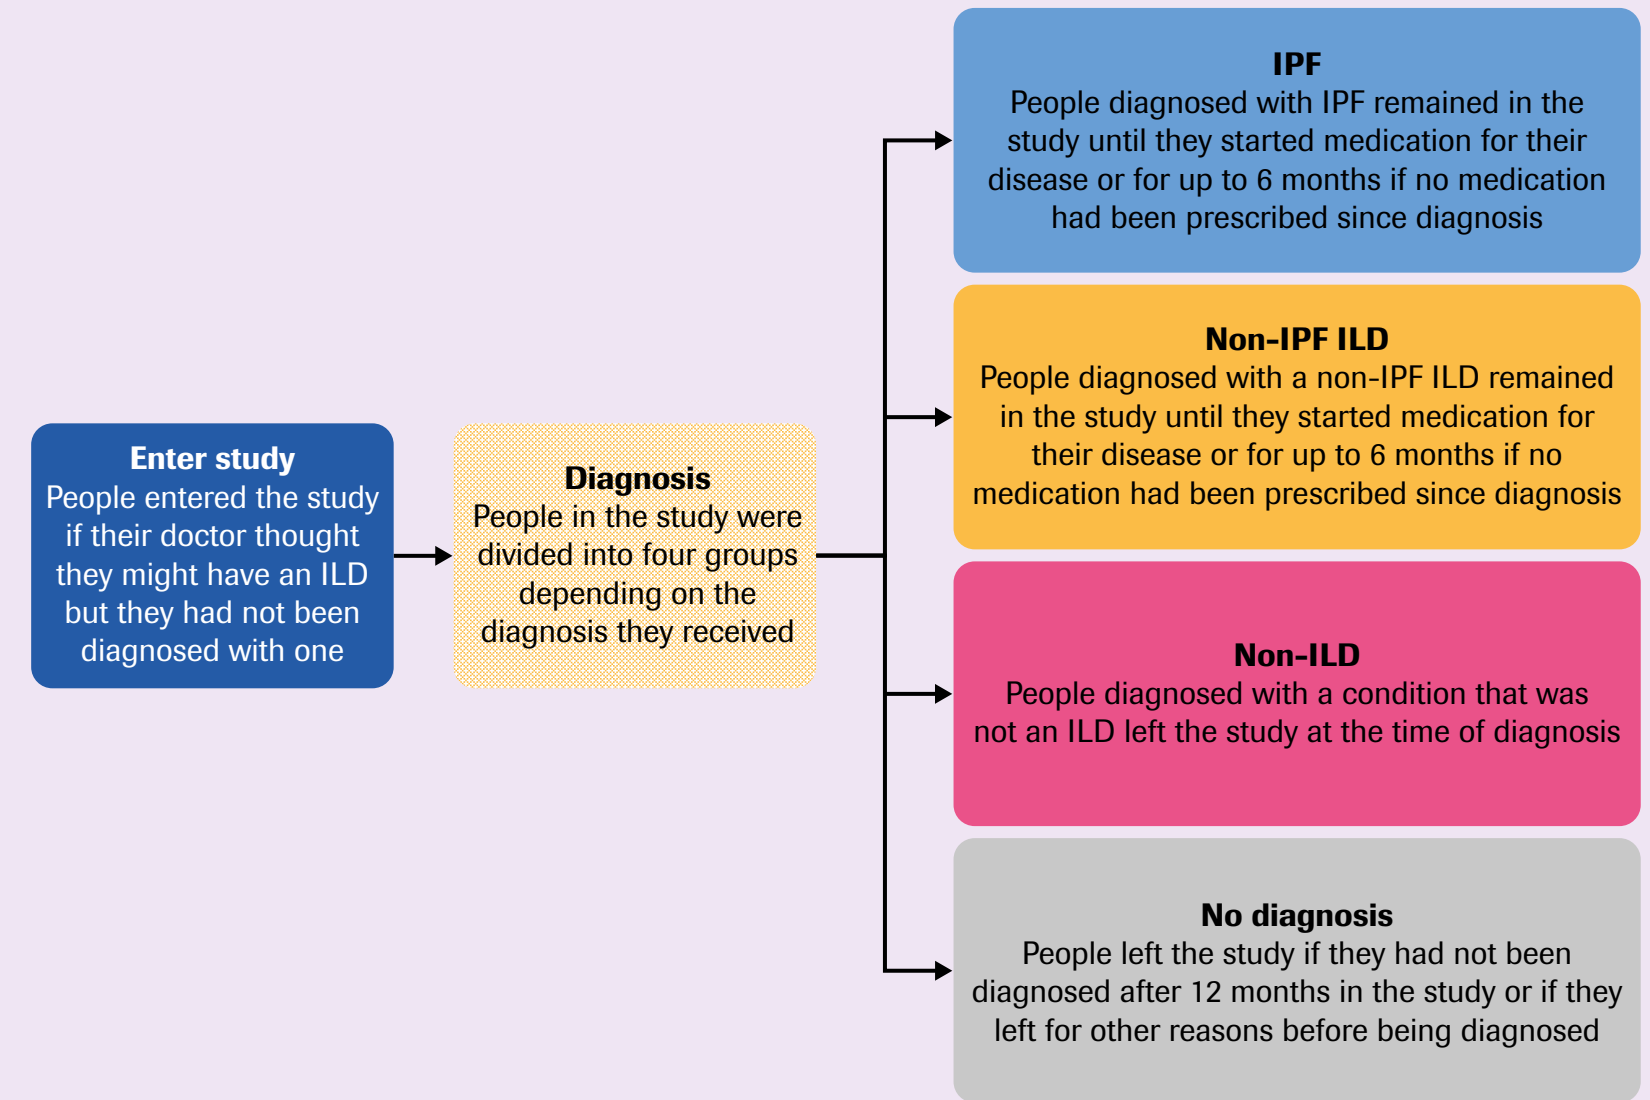 Enter study
People entered the study
if their doctor thought
they might have an ILD
but they had not been
diagnosed with one
Diagnosis
People in the study were
divided into four groups
depending on the
diagnosis they received
IPF
People diagnosed with IPF remained in the
study until they started medication for their
disease or for up to 6 months if no medication
had been prescribed since diagnosis
Non-IPF ILD
People diagnosed with a non-IPF ILD remained
in the study until they started medication for
their disease or for up to 6 months if no
medication had been prescribed since diagnosis
Non-ILD
People diagnosed with a condition that was
not an ILD left the study at the time of diagnosis
No diagnosis
People left the study if they had not been
diagnosed after 12 months in the study or if they
left for other reasons before being diagnosed